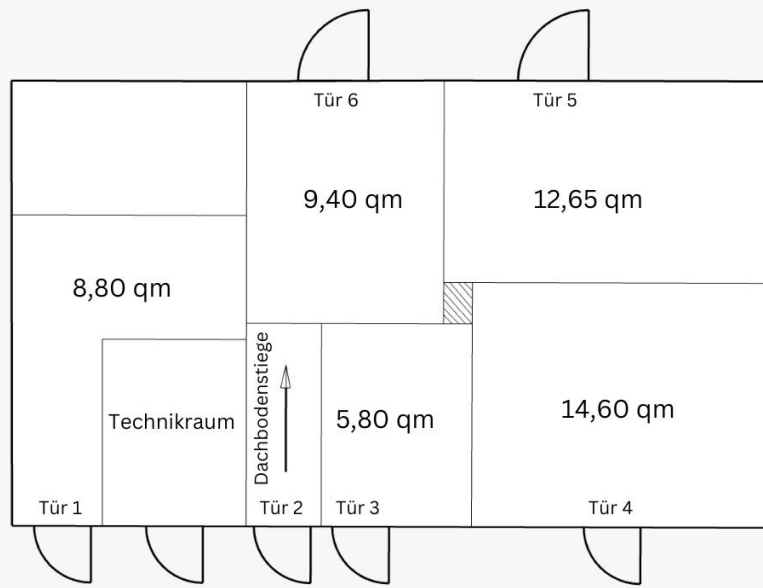 Tür 6
Tür 5
9,40 qm
12,65 qm
8,80 qm
Dachbodenstiege
Technikraum
5,80 qm
14,60 qm
Tür 1
Tür 2
Tür 3
Tür 4